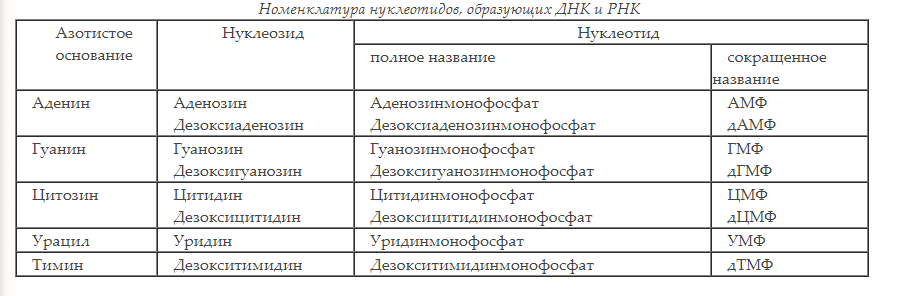 Номенклатура нуклеотидов, образующих ДНК и РНК
Азотистое основание Нуклеозид Нуклеотид
полное название сокращенное название
Аденин Аденозин Аденозинмонофосфат АМФ
Дезоксиаденозин Дезоксиаденозинмонофосфат дАМФ
Гуанин Гуанозин Гуанозинмонофосфат ГМФ
Дезоксигуанозин Дезоксигуанозинмонофосфат дГМФ
Цитозин Цитидин Цитидинмонофосфат ЦМФ
Дезоксицитидин Дезоксицитидинмонофосфат дЦМФ
Урацил Уридин Уридинмонофосфат УМФ
Тимин Дезокситимидин Дезокситимидинмонофосфат дТМФ